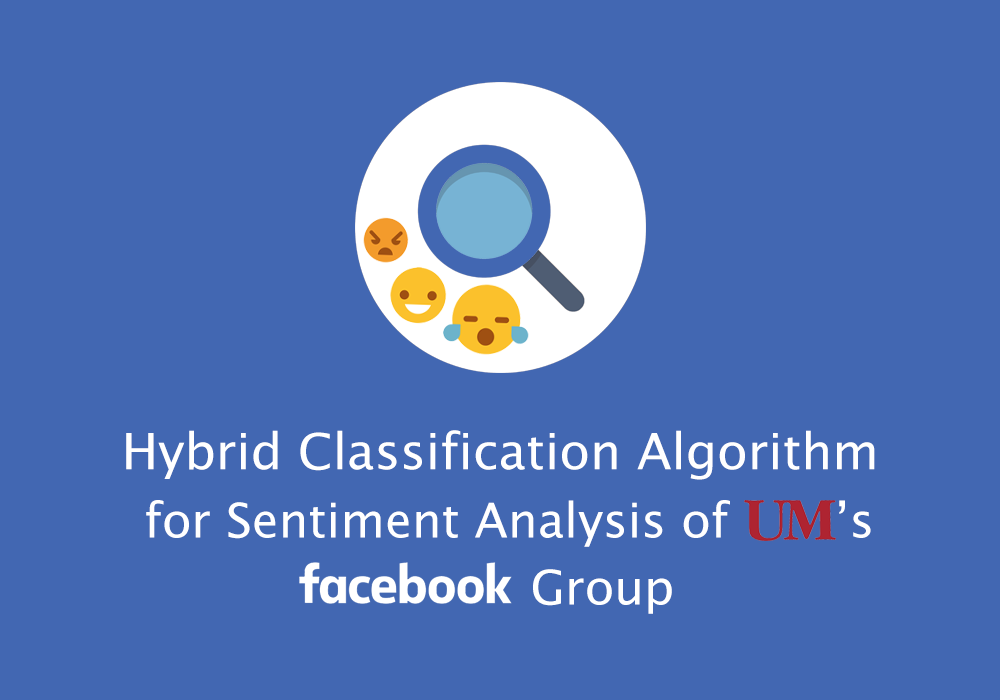 Hybrid Classification Algorithm
for Sentiment Analysis of UM's
facebook Group